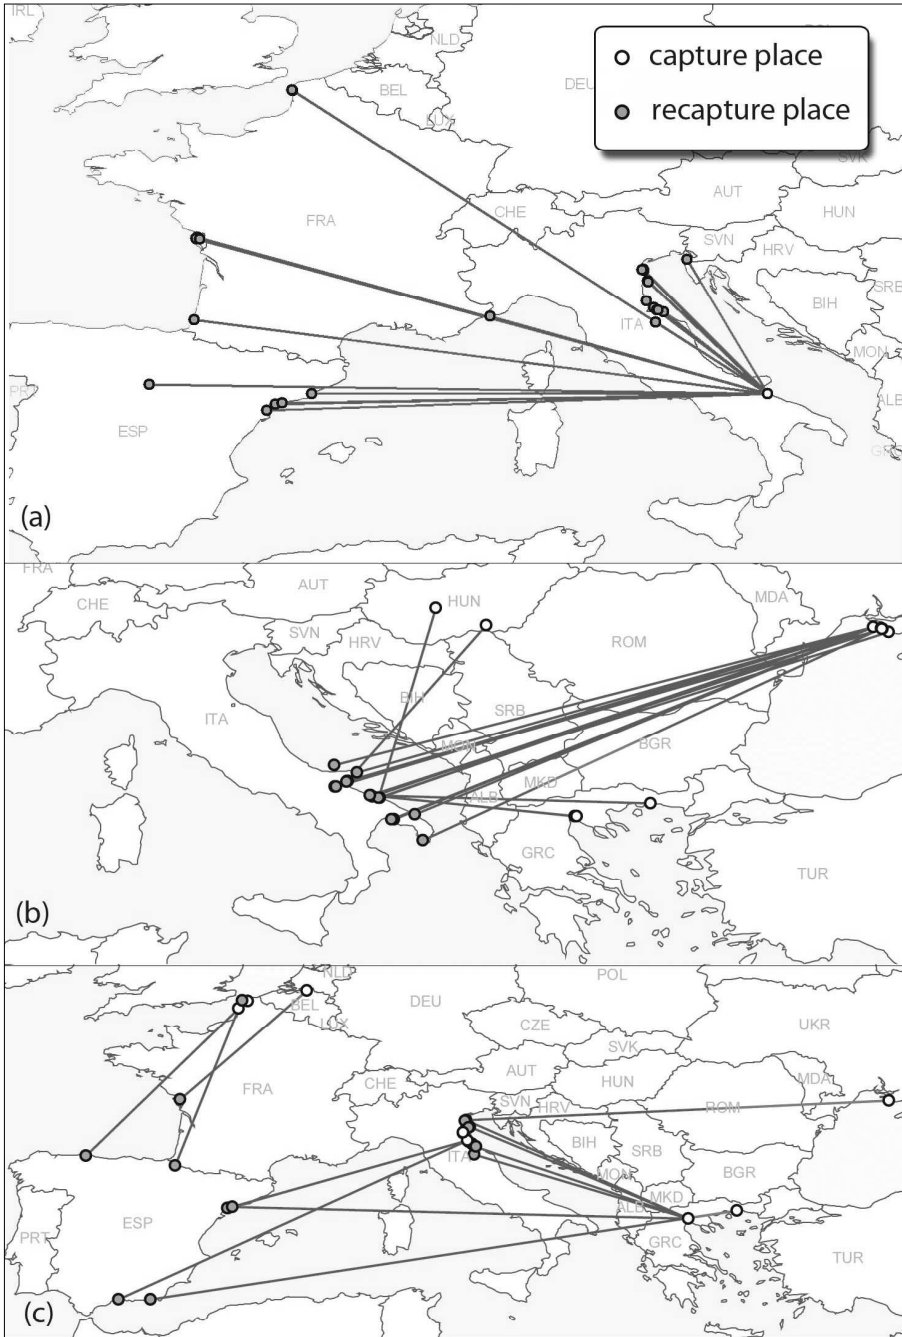 IRL
NLD
BEL
DEU
LUX
capture place
recapture place
SVK
AUT
CHE
HUN
FRA
SVN
HRV
SRB
BIH
ITA
MON
ALB
ESP
(a)
FRA
CHE
AUT
HUN
MDA
SVN
HRV
ROM
BIH
SRB
ITA
MON
BGR
MKD
ALB
GRC
TUR
(b)
NLD
POL
BEL
DEU
LUX
CZE
UKR
SVK
FRA
CHE
AUT
HUN
MDA
SVN
HRV
ROM
ITA
BIH
SRB
MON
BGR
MKD
ALB
ESP
PRT
GRC
TUR
(c)